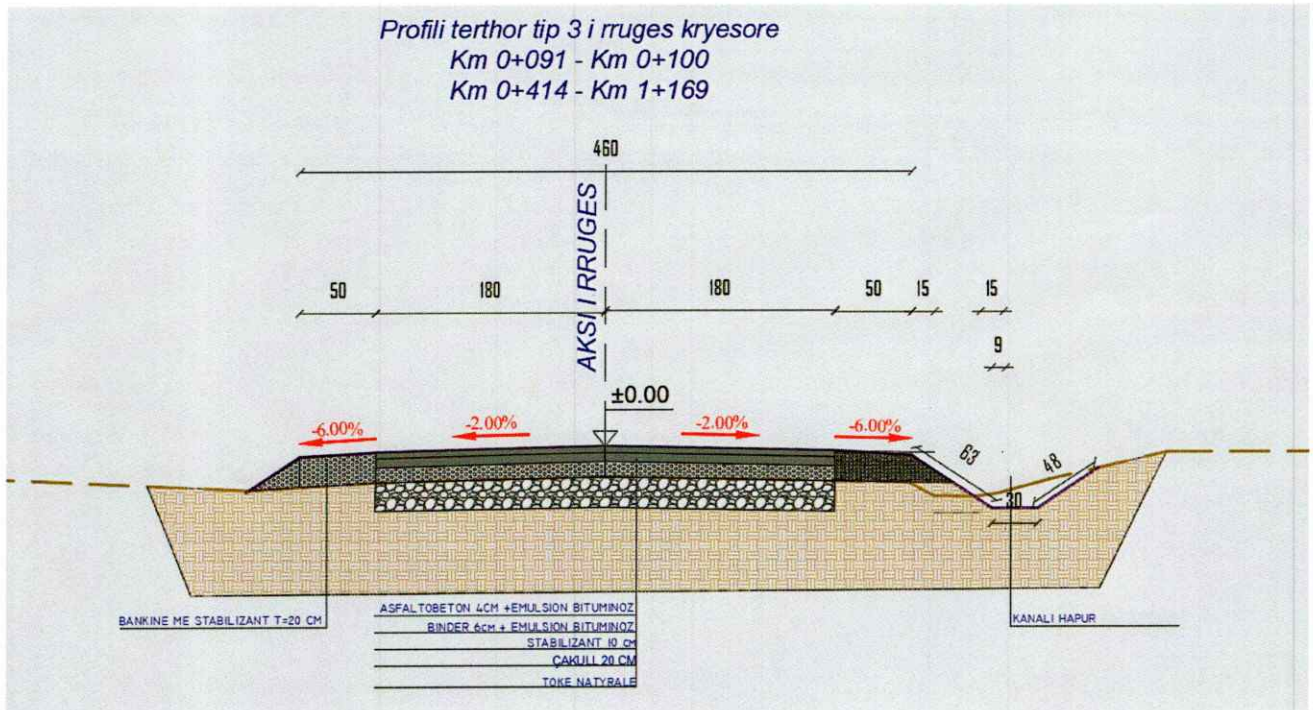 Profili terthor tip 3 i rruges kryesore
Km 0+091 - Km 0+100
Km 0+414 - Km 1+169
460
AKSI I RRUGES
50
180
180
50
15
15
9
±0.00
-6.00%
-2.00%
-2.00%
-6.00%
63
48
30
BANKINE ME STABILIZANT T=20 CM
ASFALTOBETON 4CM +EMULSION BITUMINOZ
BINDER 6cm + EMULSION BITUMINOZ
STABILIZANT 10 CM
ÇAKULL 20 CM
TOKE NATYRALE
KANALI HAPUR